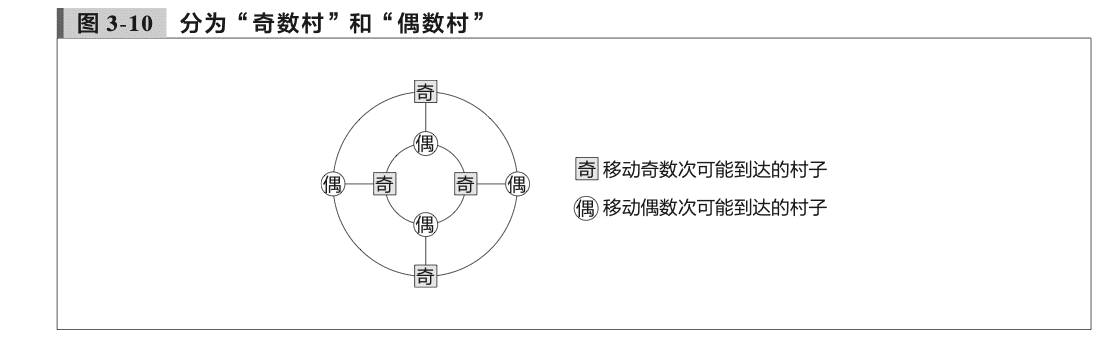 图 3-10 分为“奇数村”和“偶数村”
奇
偶
偶 奇 奇 偶
偶
奇
奇 移动奇数次可能到达的村子
偶 移动偶数次可能到达的村子